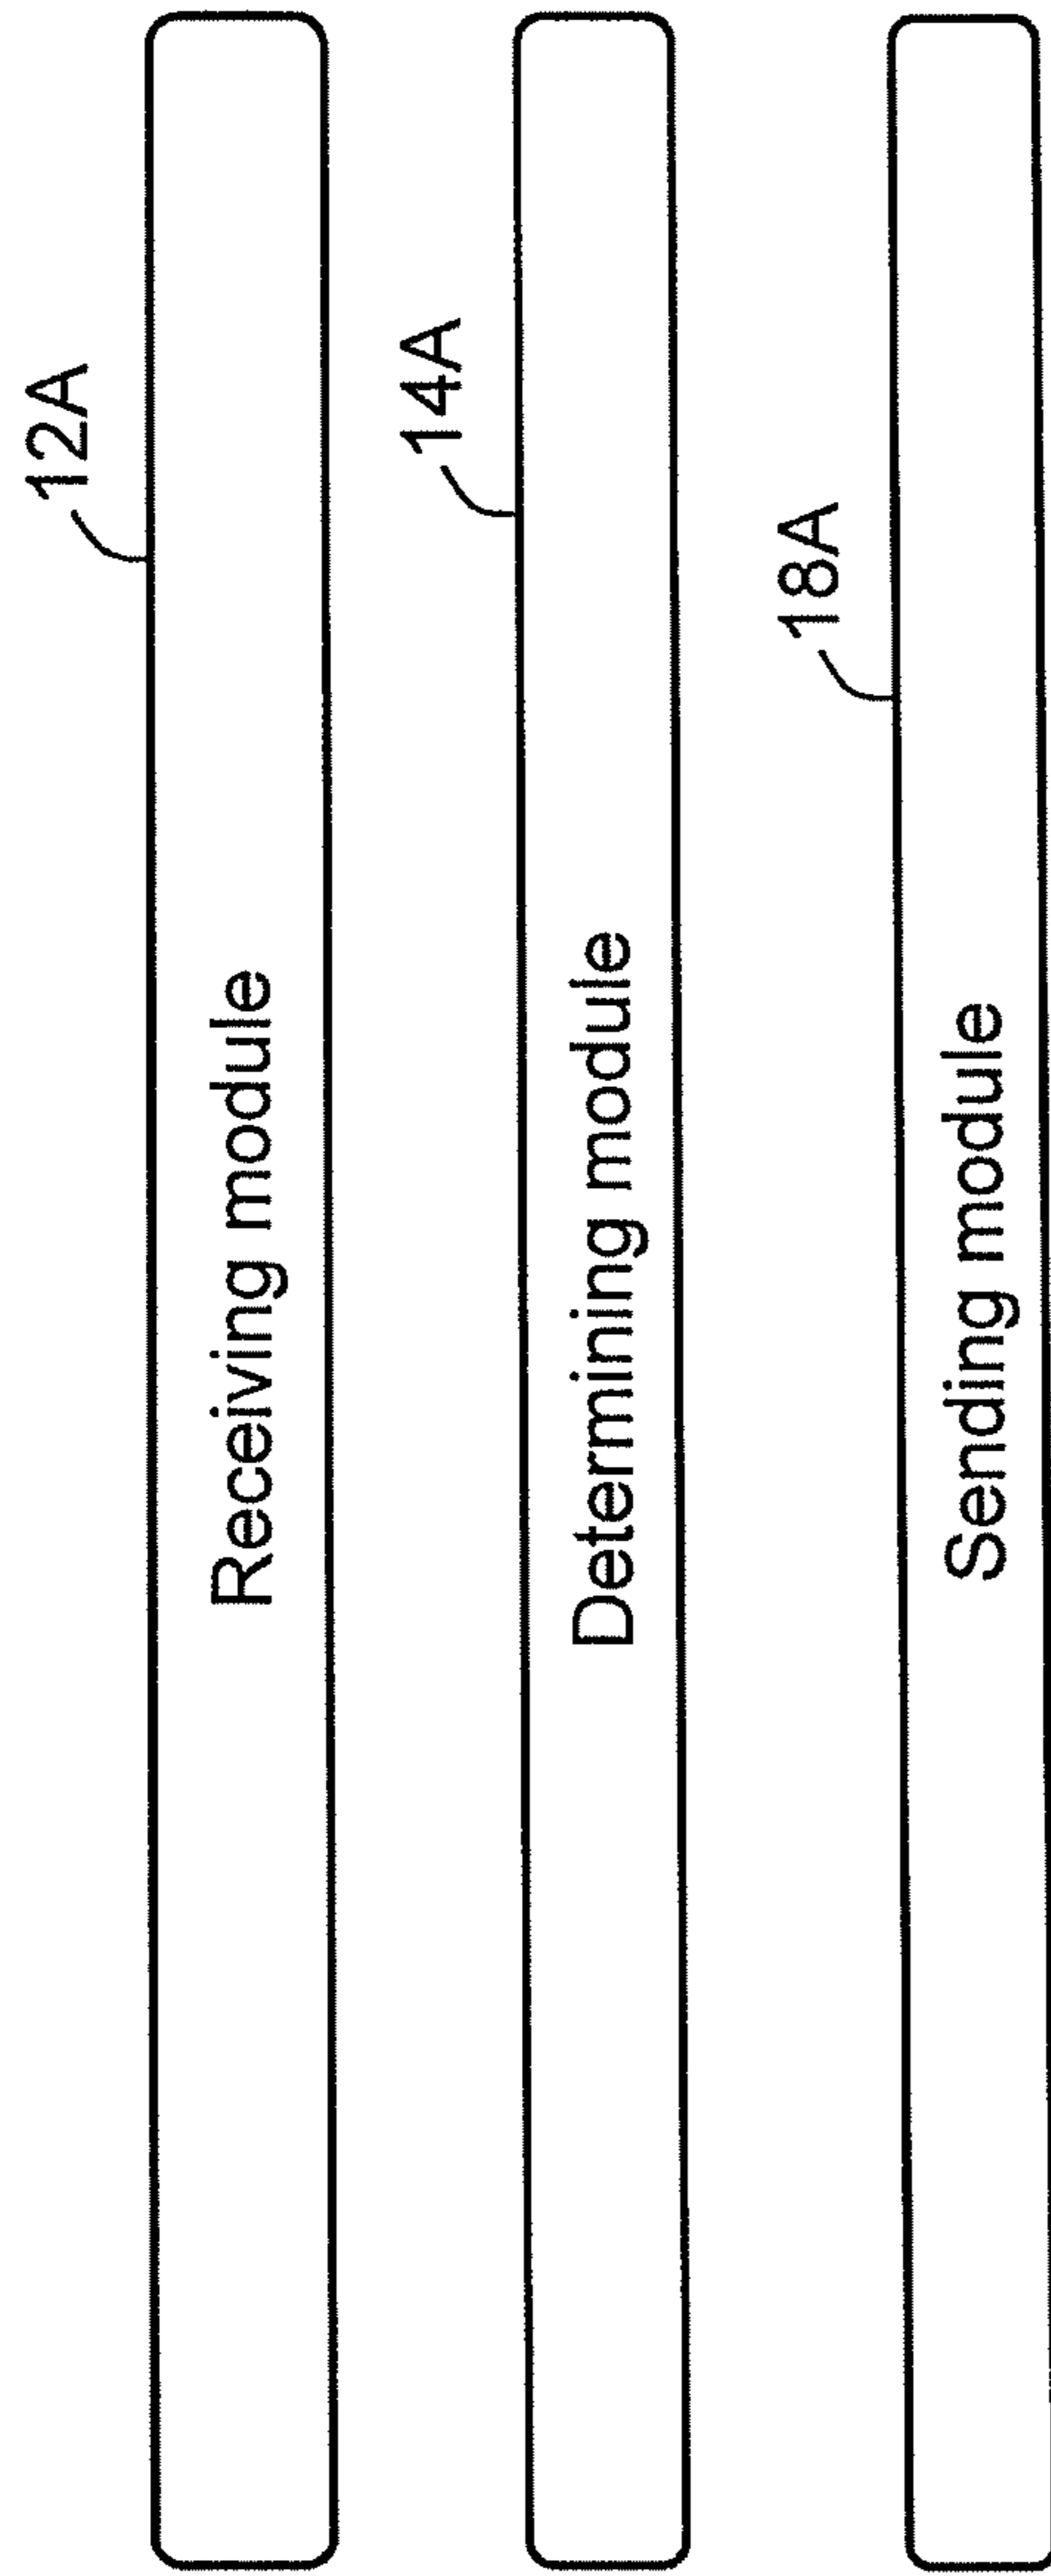 12A
Receiving module
14A
Determining module
18A
Sending module